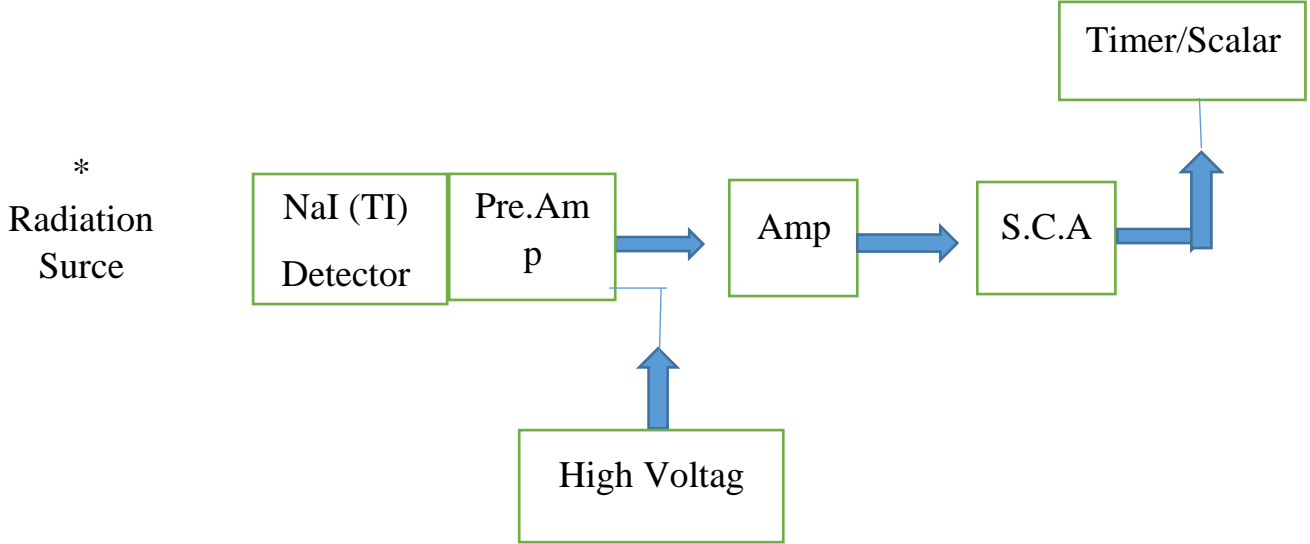 Timer/Scalar
*
Radiation
Surce
NaI (TI)
Detector
Pre.Am
p
Amp
S.C.A
High Voltag